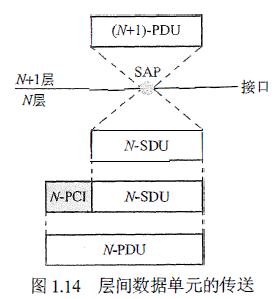 (N+1)-PDU
SAP
N+1层
接口
N层
N-SDU
N-PCI N-SDU
N-PDU
图 1.14 层间数据单元的传送